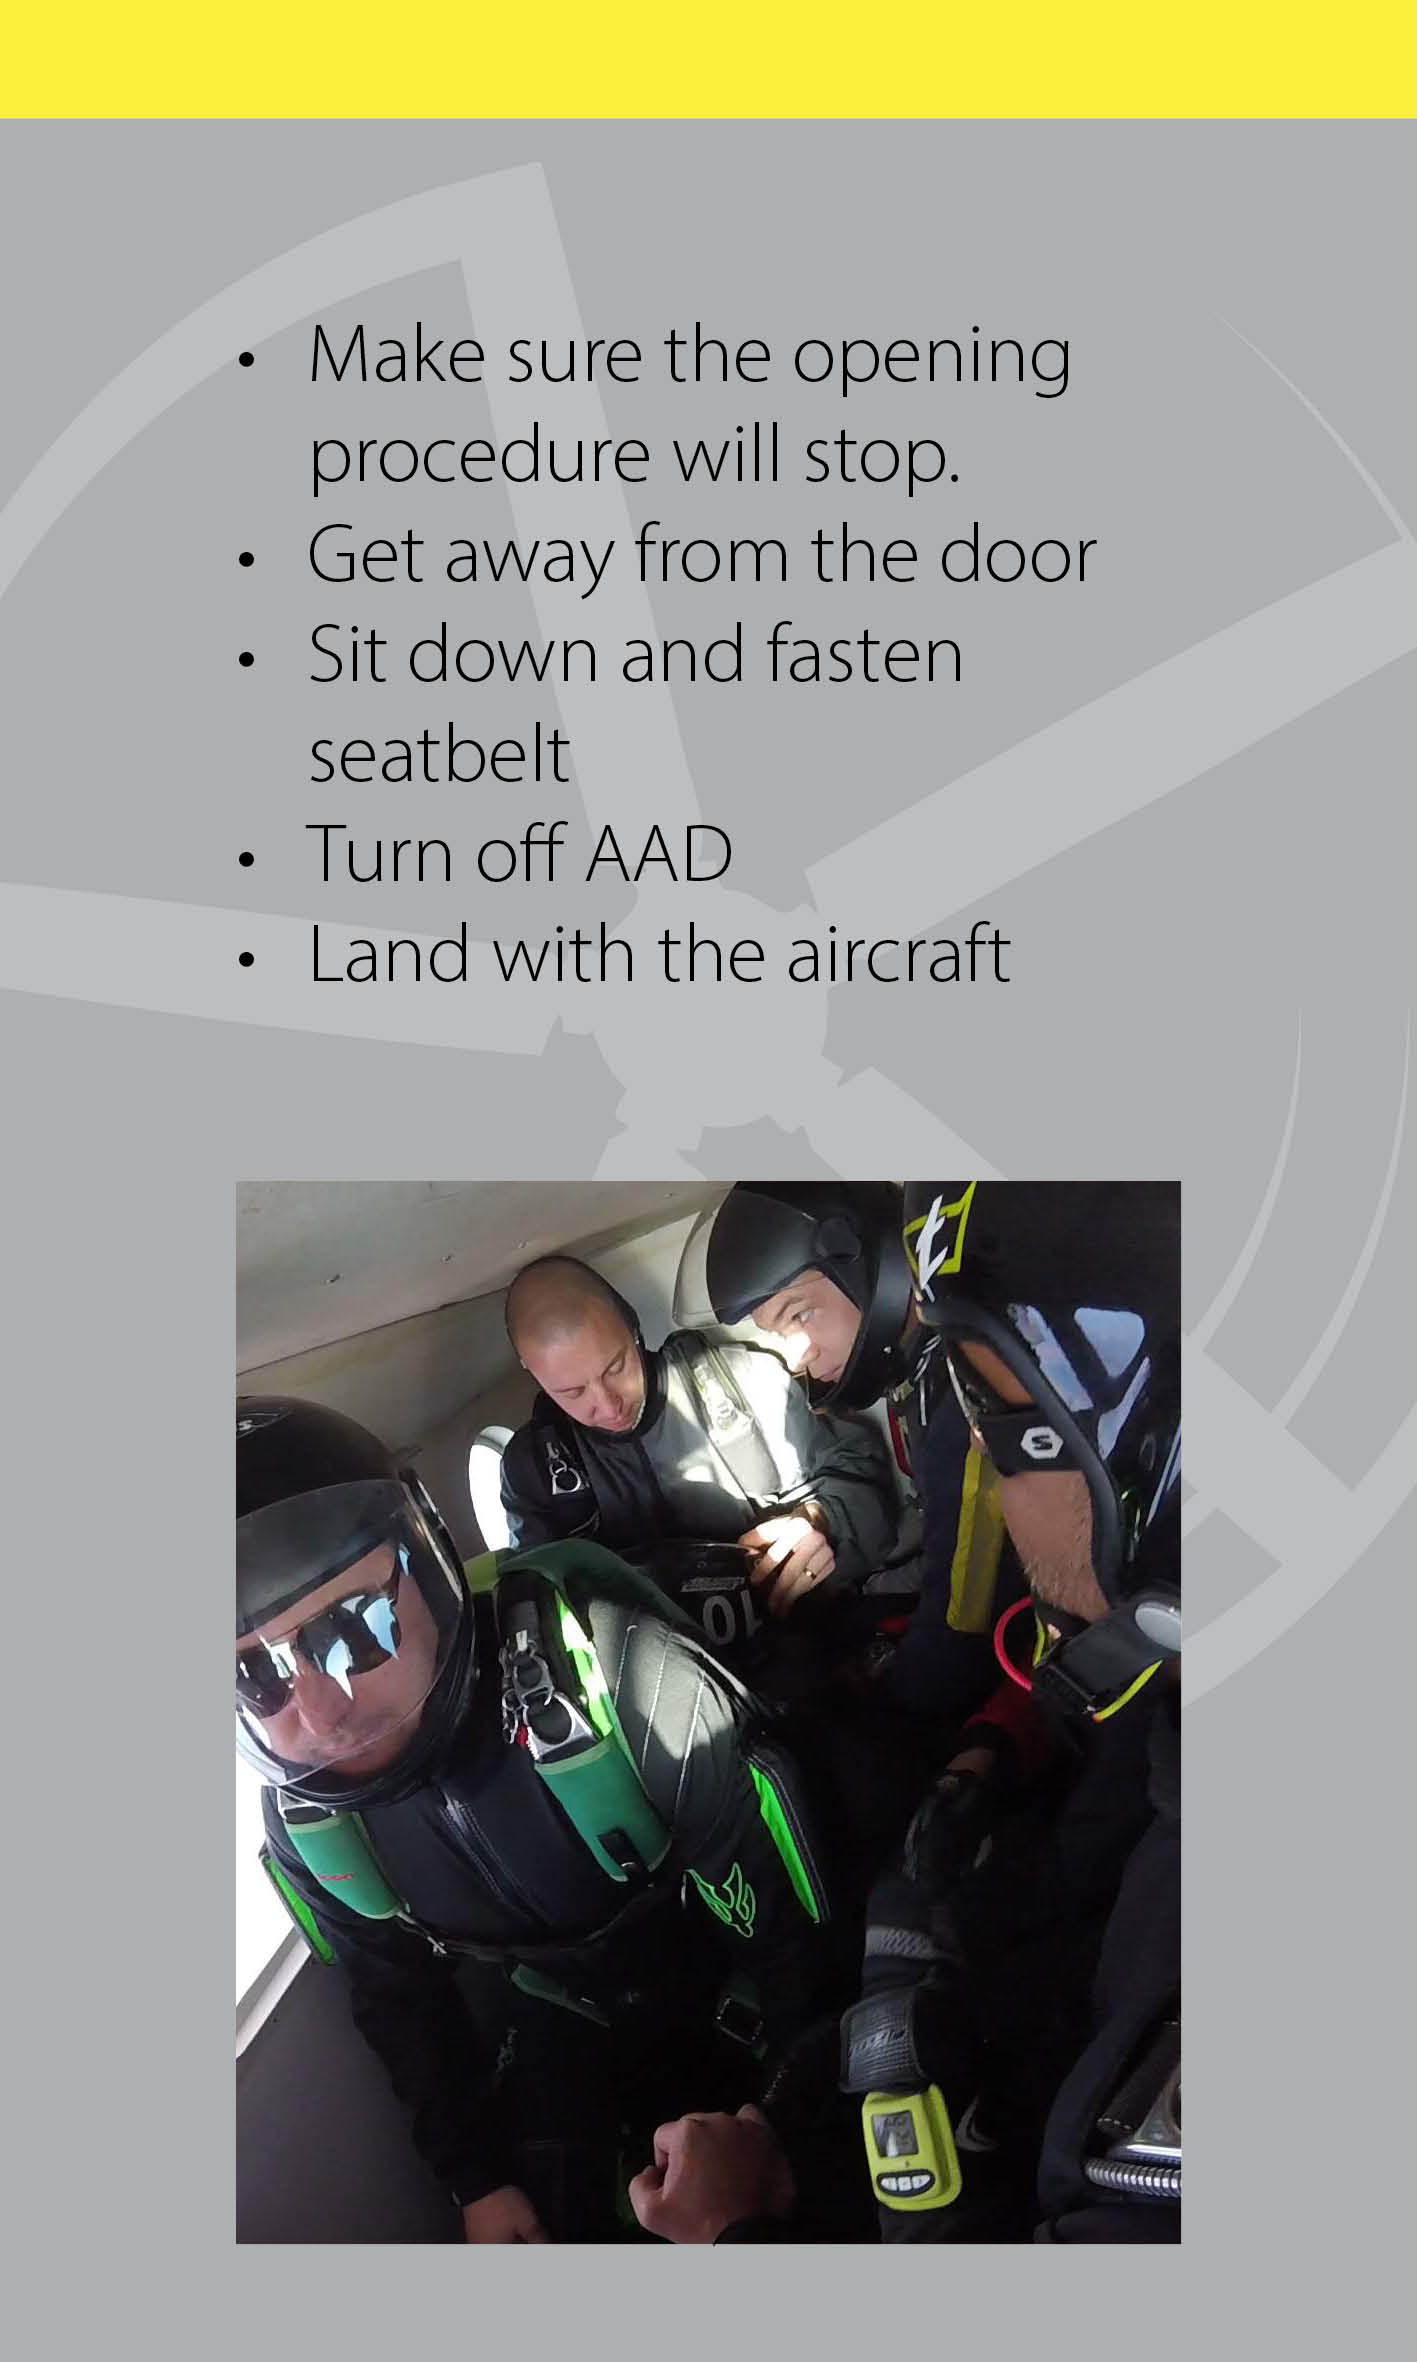 • Make sure the opening
procedure will stop.
• Get away from the door
• Sit down and fasten
seatbelt
• Turn off AAD
• Land with the aircraft
S
10